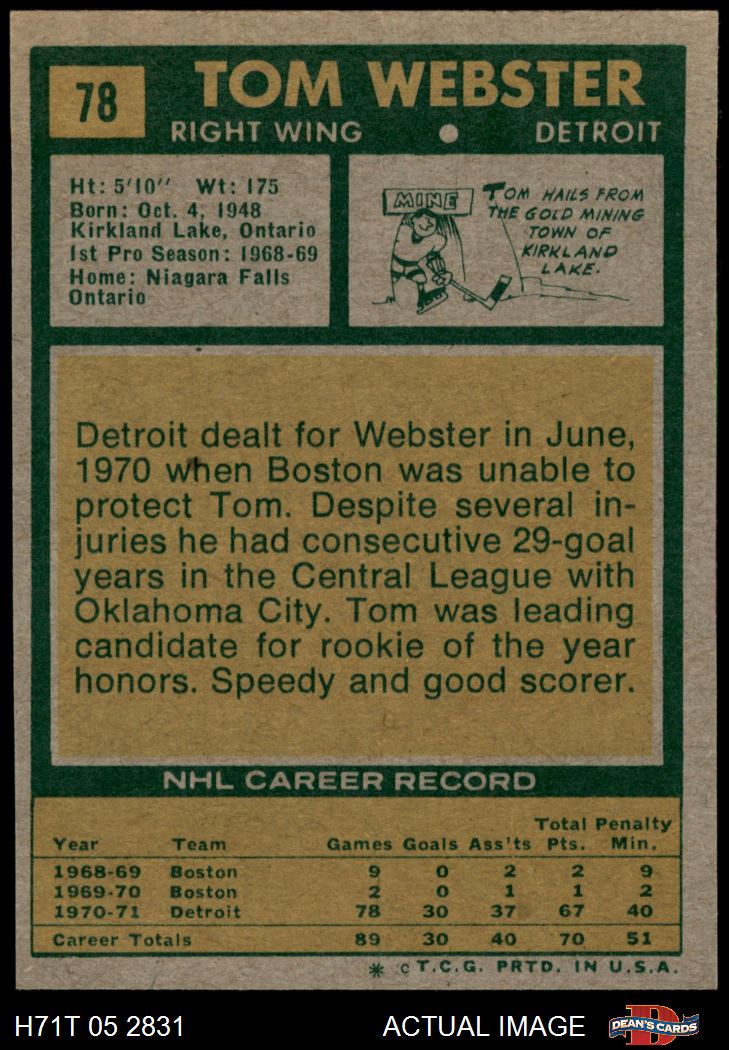 78
TOM WEBSTER
RIGHT WING • DETROIT
Ht: 5'10'' Wt: 175
Born: Oct. 4, 1948
Kirkland Lake, Ontario
1st Pro Season: 1968-69
Home: Niagara Falls
Ontario
MINE
TOM HAILS FROM
THE GOLD MINING
TOWN OF
KIRKLAND
LAKE.
Detroit dealt for Webster in June,
1970 when Boston was unable to
protect Tom. Despite several in-
juries he had consecutive 29-goal
years in the Central League with
Oklahoma City. Tom was leading
candidate for rookie of the year
honors. Speedy and good scorer.
NHL CAREER RECORD
Total Penalty
Year Team Games Goals Ass'ts Pts. Min.
1968-69 Boston 9 0 2 2 9
1969-70 Boston 2 0 1 1 2
1970-71 Detroit 78 30 37 67 40
Career Totals 89 30 40 70 51
* © T.C.G. PRTD. IN U.S.A.
H71T 05 2831 ACTUAL IMAGE DEAN'S CARDS